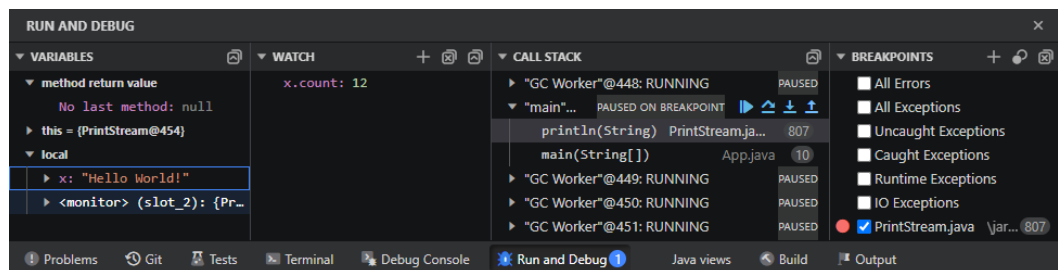 RUN AND DEBUG
VARIABLES
method return value
No last method: null
this = {PrintStream@454}
local
x: "Hello World!"
<monitor> (slot_2): {Pr...
WATCH
x.count: 12
CALL STACK
"GC Worker"@448: RUNNING PAUSED
"main"... PAUSED ON BREAKPOINT
println(String) PrintStream.ja... 807
main(String[]) App.java 10
"GC Worker"@449: RUNNING PAUSED
"GC Worker"@450: RUNNING PAUSED
"GC Worker"@451: RUNNING PAUSED
BREAKPOINTS
All Errors
All Exceptions
Uncaught Exceptions
Caught Exceptions
Runtime Exceptions
IO Exceptions
PrintStream.java \jar... 807
Problems Git Tests Terminal Debug Console Run and Debug 1 Java views Build Output